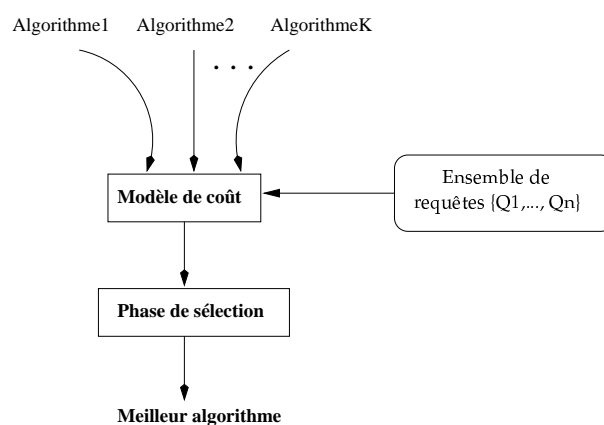 Algorithme1 Algorithme2 AlgorithmeK
. . .
Modèle de coût
Ensemble de
requêtes {Q1,..., Qn}
Phase de sélection
Meilleur algorithme